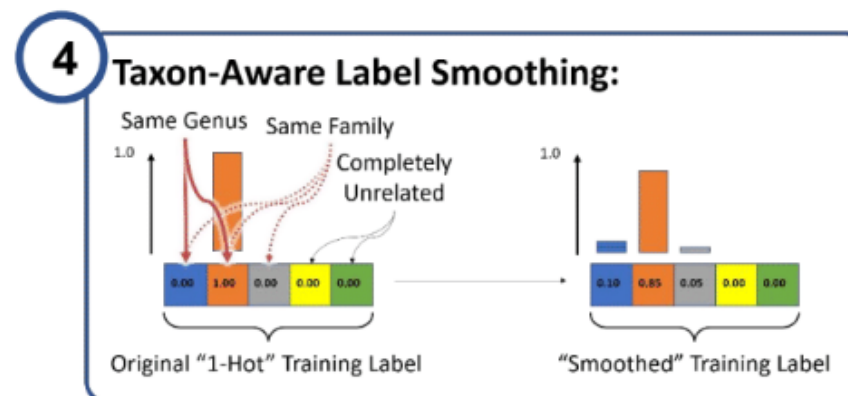 4
Taxon-Aware Label Smoothing:
Same Genus
Same Family
Completely
Unrelated
1.0
0.00 1.00 0.00 0.00 0.00
Original "1-Hot" Training Label
1.0
0.10 0.85 0.05 0.00 0.00
"Smoothed" Training Label